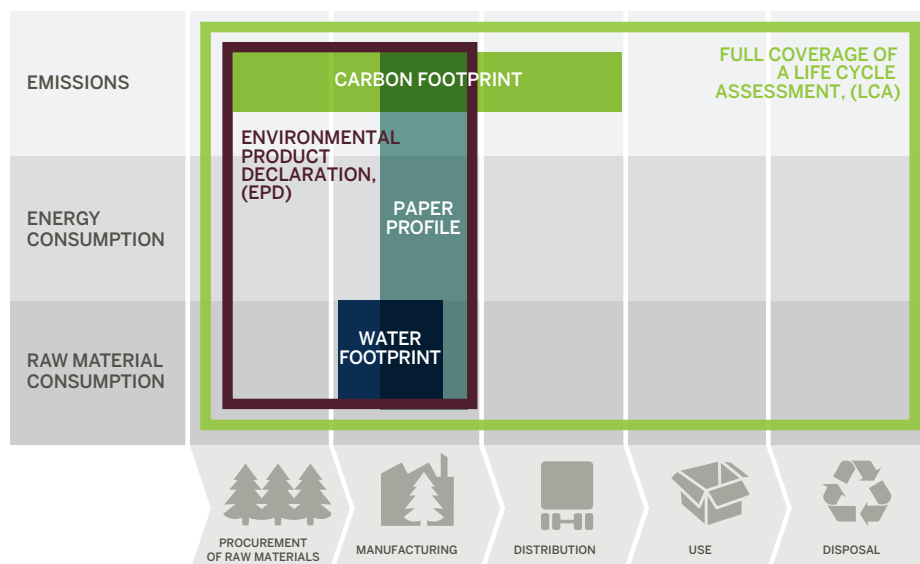 EMISSIONS
CARBON FOOTPRINT
FULL COVERAGE OF
A LIFE CYCLE
ASSESSMENT, (LCA)
ENVIRONMENTAL
PRODUCT
DECLARATION,
(EPD)
ENERGY
CONSUMPTION
PAPER
PROFILE
RAW MATERIAL
CONSUMPTION
WATER
FOOTPRINT
PROCUREMENT
OF RAW MATERIALS
MANUFACTURING
DISTRIBUTION
USE
DISPOSAL